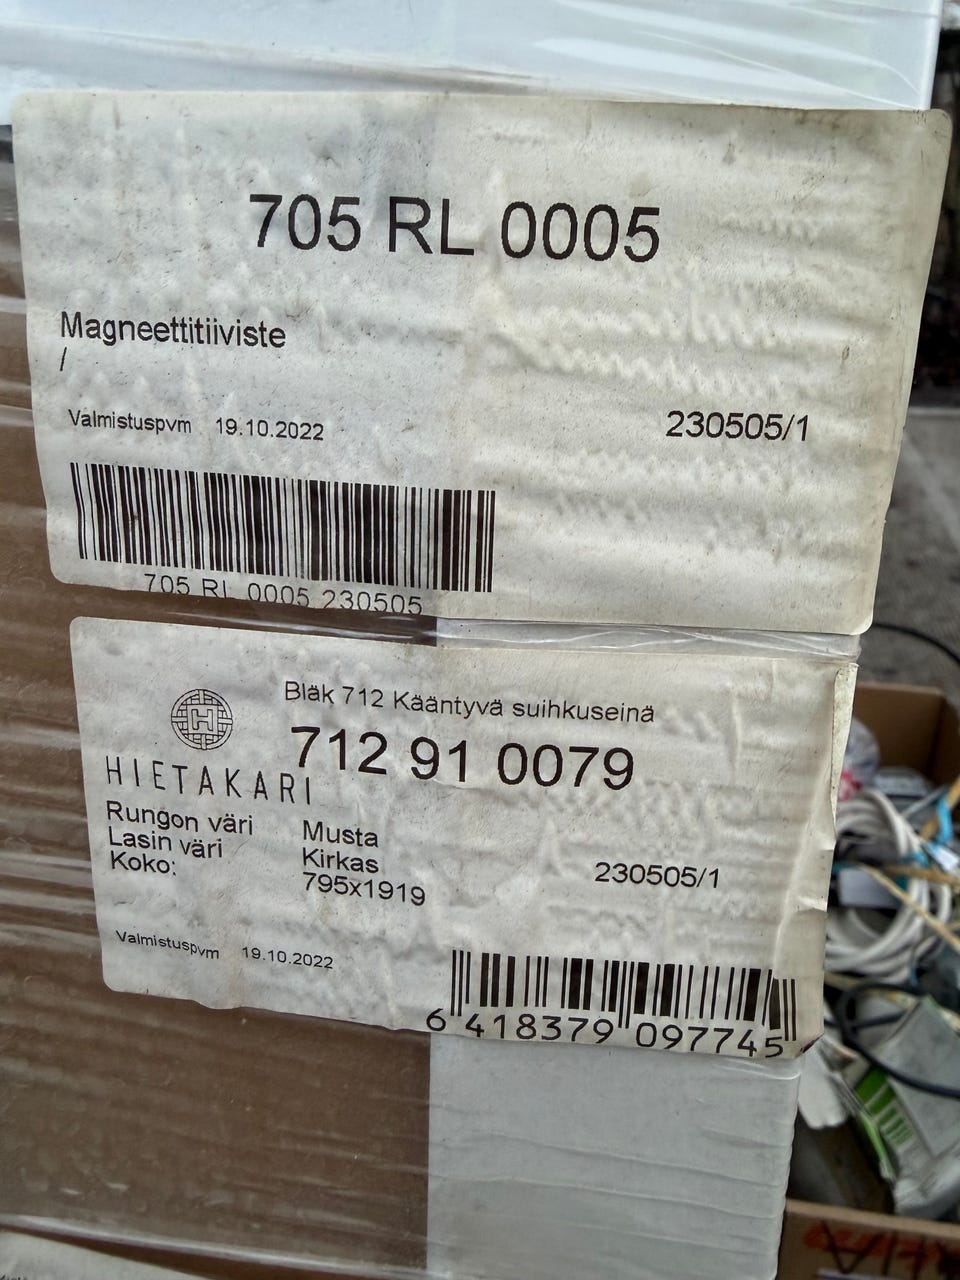 705 RL 0005
Magneettitiiviste
/
Valmistuspvm 19.10.2022
230505/1
705 RL 0005 230505
Bläk 712 Kääntyvä suihkuseinä
712 91 0079
HIETAKARI
Rungon väri Musta
Lasin väri Kirkas
Koko: 795x1919
230505/1
Valmistuspvm 19.10.2022
6 418379 097745